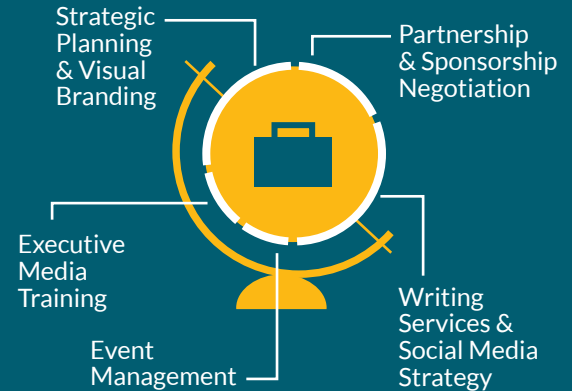 Strategic
Planning
& Visual
Branding
Partnership
& Sponsorship
Negotiation
Executive
Media
Training
Event
Management
Writing
Services &
Social Media
Strategy